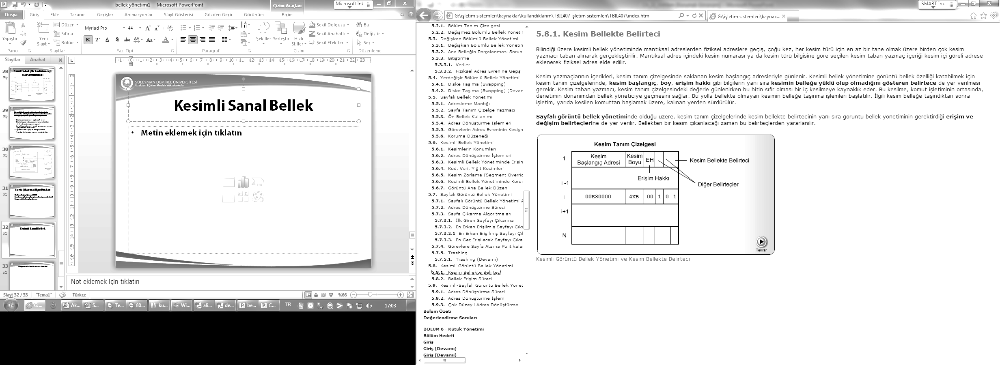 bellek yönetimi1 - Microsoft PowerPoint
Çizim Araçları
Microsoft Ink
Dosya Giriş Ekle Tasarım Geçişler Animasyonlar Slayt Gösterisi Gözden Geçir Görünüm Biçim
Yapıştır
Pano
Yeni Slayt
Düzen
Sıfırla
Bölüm
Slaytlar
Myriad Pro 44
K T A S abc AV Aa A
Yazı Tipi
Paragraf
Şekiller Yerleştir Hızlı Stiller
Şekil Dolgusu
Şekil Anahattı
Şekil Efektleri
Çizim
Bul
Değiştir
Seç
Düzenleme
Slaytlar Anahat
28
Sanal Bellek (Virtual Memory)
(Görüntü Bellek)
29
30
31
Sayfa Çıkarma Algoritmaları
32
Kesimli Sanal Bellek
33
SÜLEYMAN DEMİREL ÜNİVERSİTESİ
Uzaktan Eğitim Meslek Yüksekokulu
Kesimli Sanal Bellek
• Metin eklemek için tıklatın
Not eklemek için tıklatın
Slayt 32 / 33 "Tema1" Türkçe %66
G:... Ak... S... Te... 80... ku... Wi... ali... de... be... C... TR 17:03
SMART Ink
G:\işletim sistemleri\kaynaklar\kullandıklarım\TBIL407 işletim sistemleri\TBIL407\index.htm
G:\işletim sistemleri\kaynak...
5.2.1. Bölüm Tanım Çizelgesi
5.2.2. Değişmez Bölümlü Bellek Yönetir
5.3. Değişken Bölümlü Bellek Yönetimi
5.3.1. Değişken Bölümlü Bellek Yönetim
5.3.2. Ana Belleğin Parçalanması Sorunu
5.3.3. Bitiştirme
5.3.3.1. Veriler
5.3.3.2. Fiziksel Adres Evrenine Geçiş
5.4. Yerdeğişir Bölümlü Bellek Yönetimi
5.4.1. Diske Taşıma (Swapping)
5.4.2. Diske Taşıma (Swapping) (Devan
5.5. Sayfalı Bellek Yönetimi
5.5.1. Adresleme Mantığı
5.5.2. Sayfa Tanım Çizelge Yazmacı
5.5.3. Ön Bellek Kullanımı
5.5.4. Adres Dönüştürme İşlemleri
5.5.5. Görevlerin Adres Evreninin Kesişm
5.5.6. Koruma Düzeneği
5.6. Kesimli Bellek Yönetimi
5.6.1. Kesimlerin Konumları
5.6.2. Adres Dönüştürme İşlemleri
5.6.3. Kesimli Bellek Yönetiminde Erişim
5.6.4. Kod, Veri, Yığıt Kesimleri
5.6.5. Kesim Zorlama (Segment Overric
5.6.6. Kesimli Bellek Yönetiminde Korur
5.6.7. Görüntü Ana Bellek Düzeni
5.7. Sayfalı Görüntü Bellek Yönetimi
5.7.1. Sayfalı Görüntü Bellek Yönetimi A
5.7.2. Adres Dönüştürme Süreci
5.7.3. Sayfa Çıkarma Algoritmaları
5.7.3.1. İlk Giren Sayfayı Çıkarma
5.7.3.2. En Erken Erişilmiş Sayfayı Çıka
5.7.3.2.1 En Erken Erişilmiş Sayfayı Çık
5.7.3.3. En Geç Erişilecek Sayfayı Çıka
5.7.4. Görevlere Sayfa Atama Politikalar
5.7.5. Trashing
5.7.5.1. Trashing (Devamı)
5.8. Kesimli Görüntü Bellek Yönetimi
5.8.1. Kesim Bellekte Belirteci
5.8.2. Bellek Erişim Süreci
5.9. Kesimli-Sayfalı Görüntü Bellek Yönet
5.9.1. Adres Dönüştürme Süreci
5.9.2. Adres Dönüştürme İşlemi
5.9.3. Çok Düzeyli Adres Dönüştürme
Bölüm Özeti
Değerlendirme Soruları
BÖLÜM 6 - Kütük Yönetimi
Bölüm Hedefi
Giriş
Giriş (Devamı)
Giriş (Devamı)
5.8.1. Kesim Bellekte Belirteci
Bilindiği üzere kesimli bellek yönetiminde mantıksal adreslerden fiziksel adreslere geçiş, çoğu kez, her kesim türü için en az bir tane olmak üzere birden çok kesim
yazmacı taban alınarak gerçekleştirilir. Mantıksal adres içindeki kesim numarası ya da kesim türü bilgisine göre seçilen kesim taban yazmaç içeriği kesim içi göreli adrese
eklenerek fiziksel adres elde edilir.
Kesim yazmaçlarının içerikleri, kesim tanım çizelgesinde saklanan kesim başlangıç adresleriyle günlenir. Kesimli bellek yönetimine görüntü bellek özelliği katabilmek için
kesim tanım çizelgelerinde, kesim başlangıç, boy, erişim hakkı gibi bilgilerin yanı sıra kesimin belleğe yüklü olup olmadığını gösteren belirtece de yer verilmesi
gerekir. Kesim taban yazmacı, kesim tanım çizelgesindeki değerle günlenirken bu bitin sıfır olması bir iç kesilmeye kaynaklık eder. Bu kesilme, komut işletiminin ortasında,
denetimin donanımdan bellek yöneticiye geçmesini sağlar. Bu yolla bellekte olmayan kesimin belleğe taşınma işlemleri başlatılır. İlgili kesim belleğe taşındıktan sonra
işletim, yarıda kesilen komuttan başlamak üzere, kalınan yerden sürdürülür.
Sayfalı görüntü bellek yönetiminde olduğu üzere, kesim tanım çizelgelerinde kesim bellekte belirtecinin yanı sıra görüntü bellek yönetiminin gerektirdiği erişim ve
değişim belirteçlerine de yer verilir. Bellekten bir kesim çıkarılacağı zaman bu belirteçlerden yararlanılır.
Kesim Tanım Çizelgesi
1 Kesim Başlangıç Adresi Kesim Boyu EH Kesim Bellekte Belirteci
Erişim Hakkı
i -1
Diğer Belirteçler
i 00E80000 4KB 00 1 0 1
i+1
N
Tekrar
Kesimli Görüntü Bellek Yönetimi ve Kesim Bellekte Belirteci